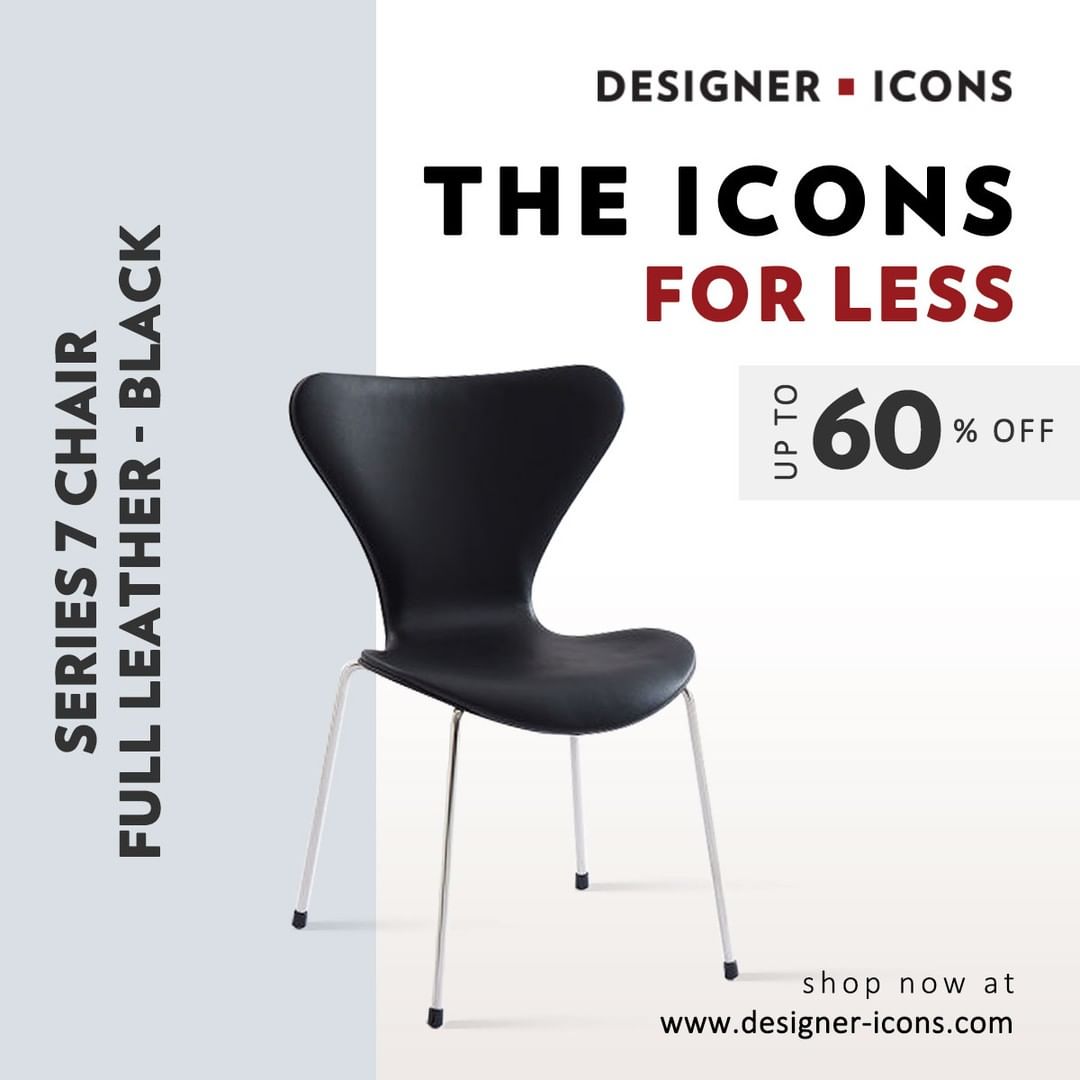 DESIGNER ▪ ICONS
THE ICONS
FOR LESS
UP TO 60% OFF
SERIES 7 CHAIR
FULL LEATHER - BLACK
shop now at
www.designer-icons.com